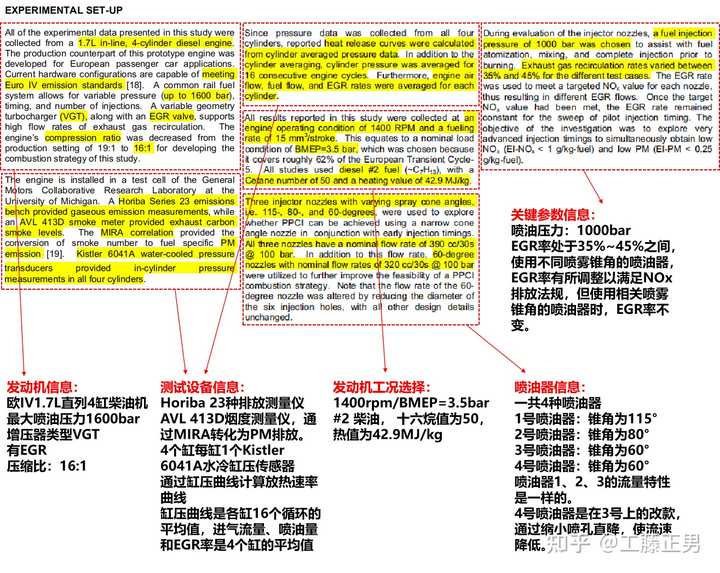 EXPERIMENTAL SET-UP
All of the experimental data presented in this study were
collected from a 1.7L in-line, 4-cylinder diesel engine.
The production counterpart of this prototype engine was
developed for European passenger car applications.
Current hardware configurations are capable of meeting
Euro IV emission standards [18]. A common rail fuel
system allows for variable pressure (up to 1600 bar),
timing, and number of injections. A variable geometry
turbocharger (VGT), along with an EGR valve, supports
high flow rates of exhaust gas recirculation. The
engine's compression ratio was decreased from the
production setting of 19:1 to 16:1 for developing the
combustion strategy of this study.
The engine is installed in a test cell of the General
Motors Collaborative Research Laboratory at the
University of Michigan. A Horiba Series 23 emissions
bench provided gaseous emission measurements, while
an AVL 413D smoke meter provided exhaust carbon
smoke levels. The MIRA correlation provided the
conversion of smoke number to fuel specific PM
emission [19]. Kistler 6041A water-cooled pressure
transducers provided in-cylinder pressure
measurements in all four cylinders.
Since pressure data was collected from all four
cylinders, reported heat release curves were calculated
from cylinder averaged pressure data. In addition to the
cylinder averaging, cylinder pressure was averaged for
16 consecutive engine cycles. Furthermore, engine
air flow, fuel flow, and EGR rates were averaged for each
cylinder.
All results reported in this study were collected at an
engine operating condition of 1400 RPM and a fueling
rate of 15 mm³/stroke. This equates to a nominal load
condition of BMEP=3.5 bar, which was chosen because
it covers roughly 62% of the European Transient Cycle-
5. All studies used diesel #2 fuel (~C₇H₁₃), with a
Cetane number of 50 and a heating value of 42.9 MJ/kg.
Three injector nozzles with varying spray cone angles,
i.e. 115-, 80-, and 60-degrees, were used to explore
whether PPCI can be achieved using a narrow cone
angle nozzle in conjunction with early injection timings.
All three nozzles have a nominal flow rate of 390 cc/30s
@ 100 bar. In addition to this flow rate, 60-degree
nozzles with nominal flow rates of 320 cc/30s @ 100 bar
were utilized to further improve the feasibility of a PPCI
combustion strategy. Note that the flow rate of the 60-
degree nozzle was altered by reducing the diameter of
the six injection holes, with all other design details
unchanged.
During evaluation of the injector nozzles, a fuel injection
pressure of 1000 bar was chosen to assist with fuel
atomization, mixing, and complete injection prior to
burning. Exhaust gas recirculation rates varied between
35% and 45% for the different test cases. The EGR rate
was used to meet a targeted NOₓ value for each nozzle,
thus resulting in different EGR flows. Once the target
NOₓ value had been met, the EGR rate remained
constant for the sweep of pilot injection timing. The
objective of the investigation was to explore very
advanced injection timings to simultaneously obtain low
NOₓ (EI-NOₓ < 1 g/kg-fuel) and low PM (EI-PM < 0.25
g/kg-fuel).
关键参数信息：
喷油压力：1000bar
EGR率处于35%~45%之间，
使用不同喷雾锥角的喷油器，
EGR率有所调整以满足NOx
排放法规，但使用相关喷雾
锥角的喷油器时，EGR率不
变。
发动机信息：
欧IV1.7L直列4缸柴油机
最大喷油压力1600bar
增压器类型VGT
有EGR
压缩比：16:1
测试设备信息：
Horiba 23种排放测量仪
AVL 413D烟度测量仪，通
过MIRA转化为PM排放。
4个缸每缸1个Kistler
6041A水冷缸压传感器
通过缸压曲线计算放热速率
曲线
缸压曲线是各缸16个循环的
平均值，进气流量、喷油量
和EGR率是4个缸的平均值
发动机工况选择：
1400rpm/BMEP=3.5bar
#2 柴油，十六烷值为50，
热值为42.9MJ/kg
喷油器信息：
一共4种喷油器
1号喷油器：锥角为115°
2号喷油器：锥角为80°
3号喷油器：锥角为60°
4号喷油器：锥角为60°
喷油器1、2、3的流量特性
是一样的。
4号喷油器是在3号上的改款，
通过缩小喷孔直降，使流速
降低。
知乎 @工藤正男